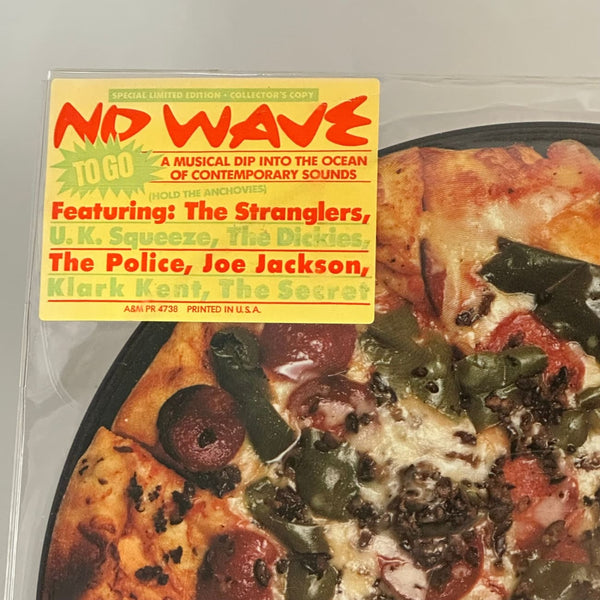 SPECIAL LIMITED EDITION • COLLECTOR'S COPY
NO WAVE
TO GO
A MUSICAL DIP INTO THE OCEAN
OF CONTEMPORARY SOUNDS
(HOLD THE ANCHOVIES)
Featuring: The Stranglers,
U. K. Squeeze, The Dickies,
The Police, Joe Jackson,
Klark Kent, The Secret
A&M PR 4738 PRINTED IN U.S.A.